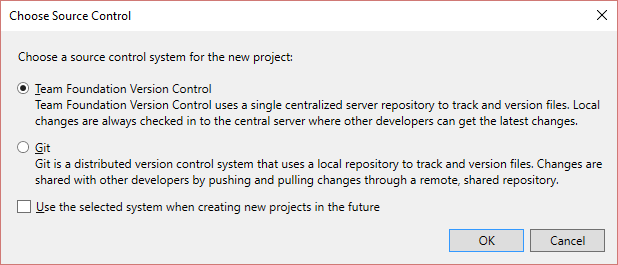 Choose Source Control
Choose a source control system for the new project:
Team Foundation Version Control
Team Foundation Version Control uses a single centralized server repository to track and version files. Local
changes are always checked in to the central server where other developers can get the latest changes.
Git
Git is a distributed version control system that uses a local repository to track and version files. Changes are
shared with other developers by pushing and pulling changes through a remote, shared repository.
Use the selected system when creating new projects in the future
OK Cancel